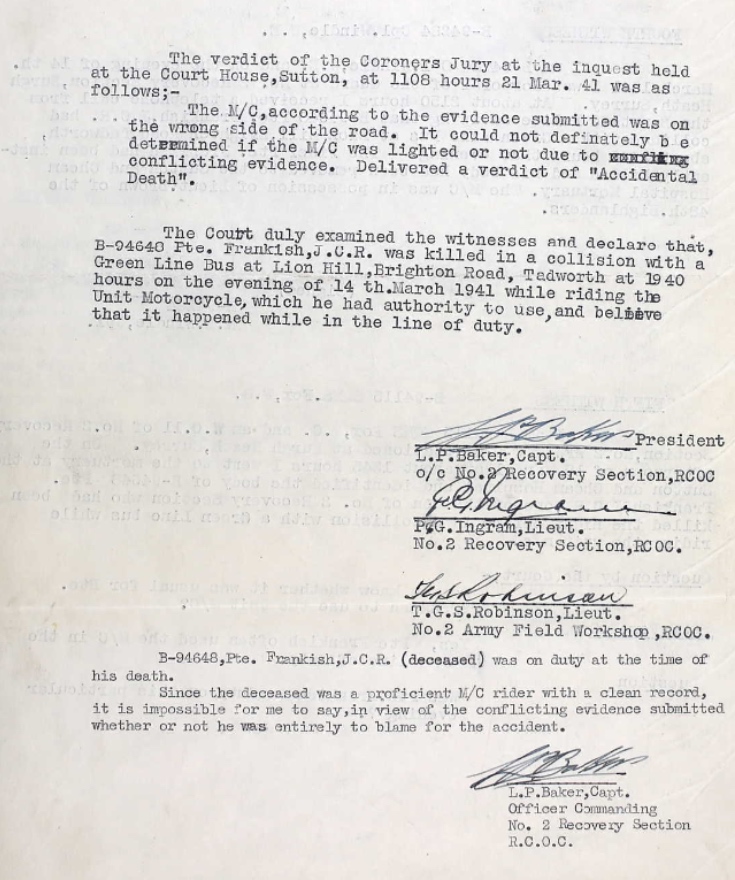 The verdict of the Coroners Jury at the inquest held
at the Court House,Sutton, at 1108 hours 21 Mar. 41 was as
follows;-
The M/C,according to the evidence submitted was on
the wrong side of the road. It could not definately b e
determined if the M/C was lighted or not due to
conflicting evidence. Delivered a verdict of "Accidental
Death".
The Court duly examined the witnesses and declare that,
B-94648 Pte. Frankish,J.C.R. was killed in a collision with a
Green Line Bus at Lion Hill,Brighton Road, Tadworth at 1940
hours on the evening of 14 th.March 1941 while riding the
Unit Motorcycle,which he had authority to use,and believe
that it happened while in the line of duty.
President
L.P.Baker,Capt.
o/c No.2 Recovery Section,RCOC
P.G.Ingram,Lieut.
No.2 Recovery Section,RCOC.
T.G.S.Robinson,Lieut.
No.2 Army Field Workshop,RCOC.
B-94648,Pte. Frankish,J.C.R. (deceased) was on duty at the time of
his death.
Since the deceased was a proficient M/C rider with a clean record,
it is impossible for me to say,in view of the conflicting evidence submitted
whether or not he was entirely to blame for the accident.
L.P.Baker,Capt.
Officer Commanding
No. 2 Recovery Section
R.C.O.C.